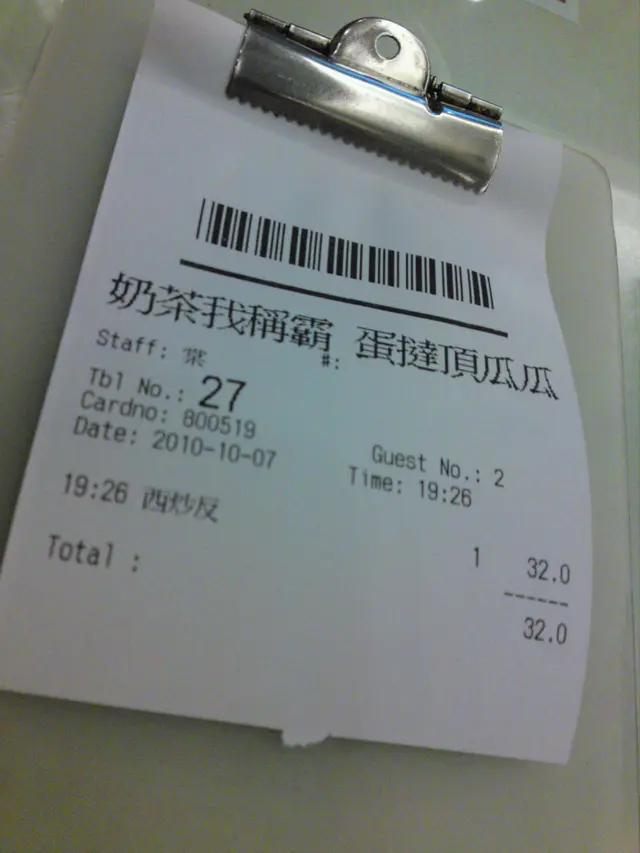 奶茶我稱霸 蛋撻頂瓜瓜
Staff: 葉 #:
Tbl No.: 27
Cardno: 800519 Guest No.: 2
Date: 2010-10-07 Time: 19:26
19:26 西炒反 1 32.0
------
Total : 32.0